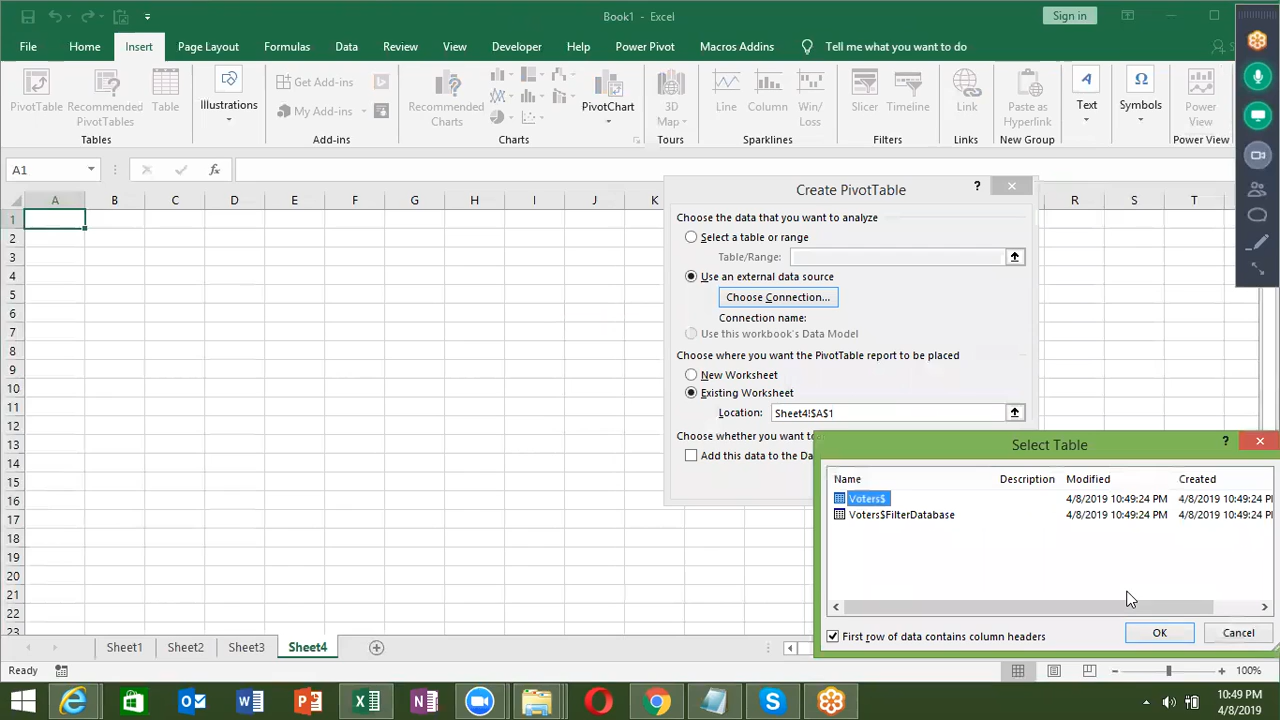 Book1 - Excel
Sign in
File Home Insert Page Layout Formulas Data Review View Developer Help Power Pivot Macros Addins Tell me what you want to do
PivotTable Recommended PivotTables Table
Illustrations
Get Add-ins
My Add-ins
Recommended Charts
PivotChart
3D Map
Line Column Win/Loss
Slicer Timeline
Link
Paste as Hyperlink
Text
Symbols
Power View
Tables Add-ins Charts Tours Sparklines Filters Links New Group Power View
A1 fx
A B C D E F G H I J K R S T
Create PivotTable ?
Choose the data that you want to analyze
Select a table or range
Table/Range:
Use an external data source
Choose Connection...
Connection name:
Use this workbook's Data Model
Choose where you want the PivotTable report to be placed
New Worksheet
Existing Worksheet
Location: Sheet4!$A$1
Choose whether you want to
Add this data to the Da
Select Table ?
Name Description Modified Created
Voters$ 4/8/2019 10:49:24 PM 4/8/2019 10:49:24 P
Voters$FilterDatabase 4/8/2019 10:49:24 PM 4/8/2019 10:49:24 P
First row of data contains column headers
OK Cancel
1
2
3
4
5
6
7
8
9
10
11
12
13
14
15
16
17
18
19
20
21
22
23
Sheet1 Sheet2 Sheet3 Sheet4
Ready
100%
10:49 PM
4/8/2019